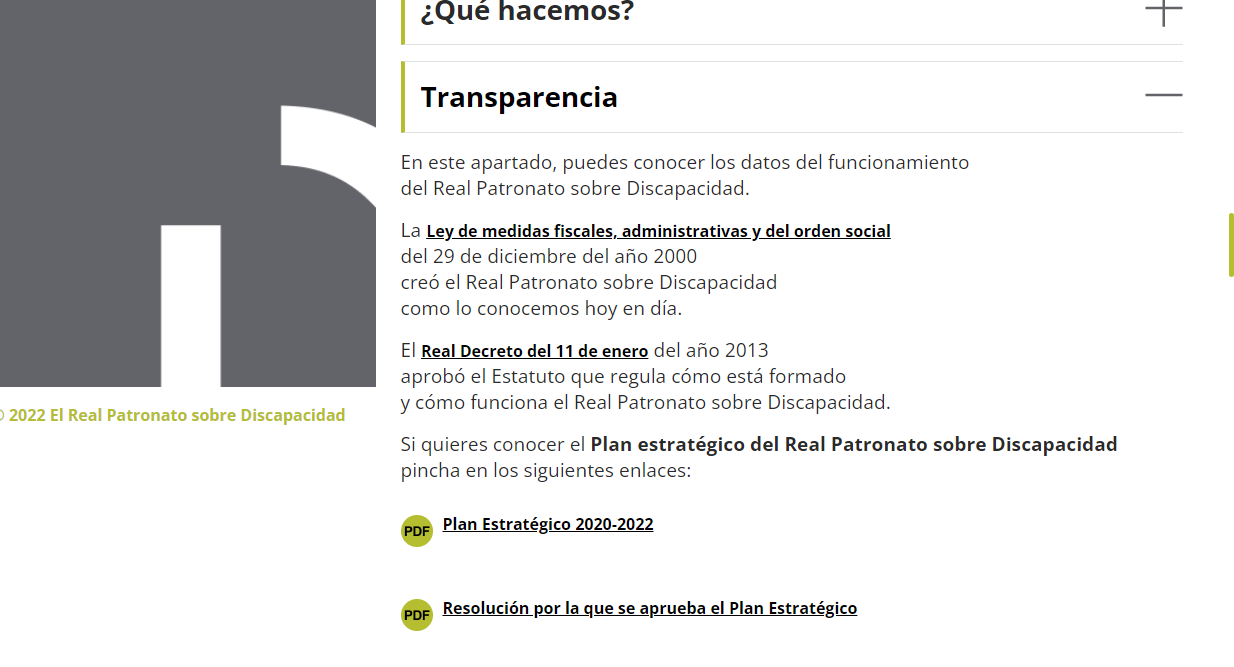 ¿Qué hacemos?
Transparencia
En este apartado, puedes conocer los datos del funcionamiento
del Real Patronato sobre Discapacidad.
La Ley de medidas fiscales, administrativas y del orden social
del 29 de diciembre del año 2000
creó el Real Patronato sobre Discapacidad
como lo conocemos hoy en día.
El Real Decreto del 11 de enero del año 2013
aprobó el Estatuto que regula cómo está formado
y cómo funciona el Real Patronato sobre Discapacidad.
Si quieres conocer el Plan estratégico del Real Patronato sobre Discapacidad
pincha en los siguientes enlaces:
PDF Plan Estratégico 2020-2022
PDF Resolución por la que se aprueba el Plan Estratégico
© 2022 El Real Patronato sobre Discapacidad